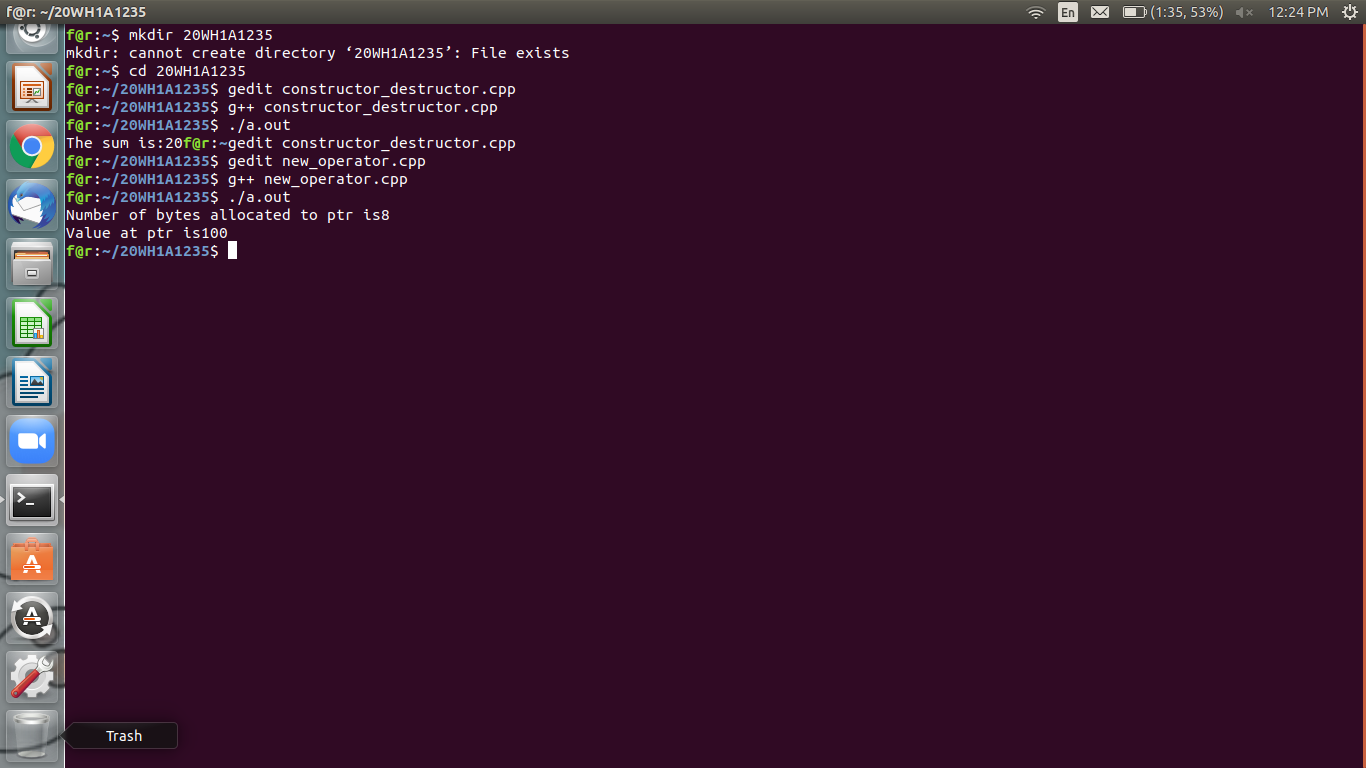 f@r: ~/20WH1A1235
En (1:35, 53%) 12:24 PM
f@r:~$ mkdir 20WH1A1235
mkdir: cannot create directory ‘20WH1A1235’: File exists
f@r:~$ cd 20WH1A1235
f@r:~/20WH1A1235$ gedit constructor_destructor.cpp
f@r:~/20WH1A1235$ g++ constructor_destructor.cpp
f@r:~/20WH1A1235$ ./a.out
The sum is:20f@r:~gedit constructor_destructor.cpp
f@r:~/20WH1A1235$ gedit new_operator.cpp
f@r:~/20WH1A1235$ g++ new_operator.cpp
f@r:~/20WH1A1235$ ./a.out
Number of bytes allocated to ptr is8
Value at ptr is100
f@r:~/20WH1A1235$
Trash